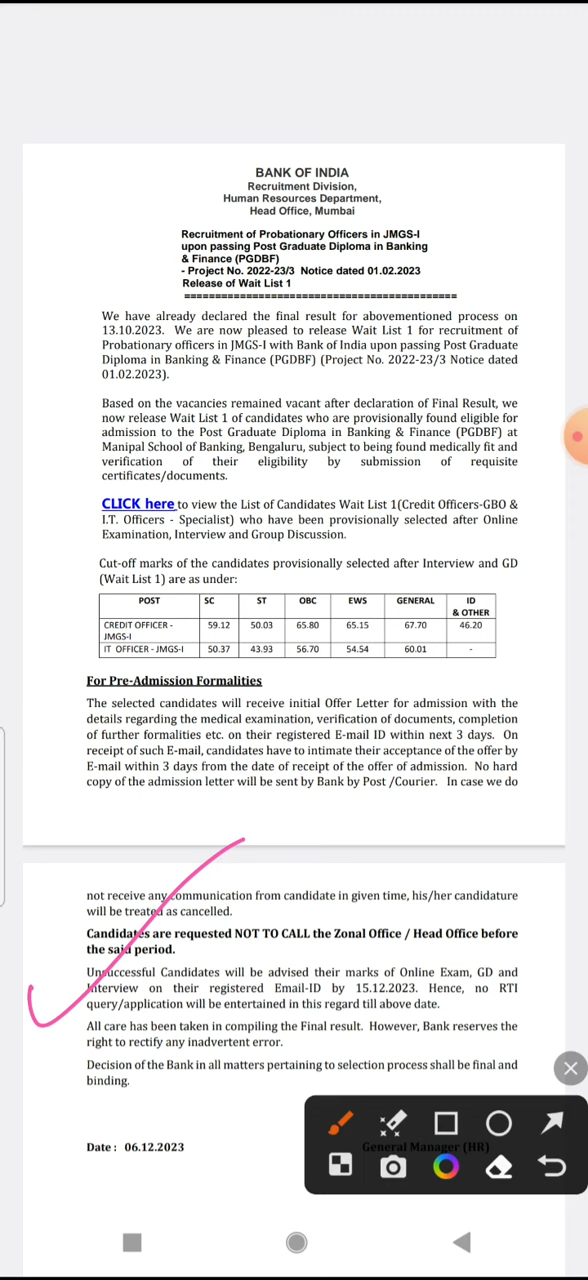 BANK OF INDIA
Recruitment Division,
Human Resources Department,
Head Office, Mumbai
Recruitment of Probationary Officers in JMGS-I
upon passing Post Graduate Diploma in Banking
& Finance (PGDBF)
- Project No. 2022-23/3 Notice dated 01.02.2023
Release of Wait List 1
================================================
We have already declared the final result for abovementioned process on
13.10.2023. We are now pleased to release Wait List 1 for recruitment of
Probationary officers in JMGS-I with Bank of India upon passing Post Graduate
Diploma in Banking & Finance (PGDBF) (Project No. 2022-23/3 Notice dated
01.02.2023).
Based on the vacancies remained vacant after declaration of Final Result, we
now release Wait List 1 of candidates who are provisionally found eligible for
admission to the Post Graduate Diploma in Banking & Finance (PGDBF) at
Manipal School of Banking, Bengaluru, subject to being found medically fit and
verification of their eligibility by submission of requisite
certificates/documents.
CLICK here to view the List of Candidates Wait List 1(Credit Officers-GBO &
I.T. Officers - Specialist) who have been provisionally selected after Online
Examination, Interview and Group Discussion.
Cut-off marks of the candidates provisionally selected after Interview and GD
(Wait List 1) are as under:
POST SC ST OBC EWS GENERAL ID & OTHER
CREDIT OFFICER - JMGS-I 59.12 50.03 65.80 65.15 67.70 46.20
IT OFFICER - JMGS-I 50.37 43.93 56.70 54.54 60.01 -
For Pre-Admission Formalities
The selected candidates will receive initial Offer Letter for admission with the
details regarding the medical examination, verification of documents, completion
of further formalities etc. on their registered E-mail ID within next 3 days. On
receipt of such E-mail, candidates have to intimate their acceptance of the offer by
E-mail within 3 days from the date of receipt of the offer of admission. No hard
copy of the admission letter will be sent by Bank by Post /Courier. In case we do
not receive any communication from candidate in given time, his/her candidature
will be treated as cancelled.
Candidates are requested NOT TO CALL the Zonal Office / Head Office before
the said period.
Unsuccessful Candidates will be advised their marks of Online Exam, GD and
Interview on their registered Email-ID by 15.12.2023. Hence, no RTI
query/application will be entertained in this regard till above date.
All care has been taken in compiling the Final result. However, Bank reserves the
right to rectify any inadvertent error.
Decision of the Bank in all matters pertaining to selection process shall be final and
binding.
Date : 06.12.2023
General Manager (HR)